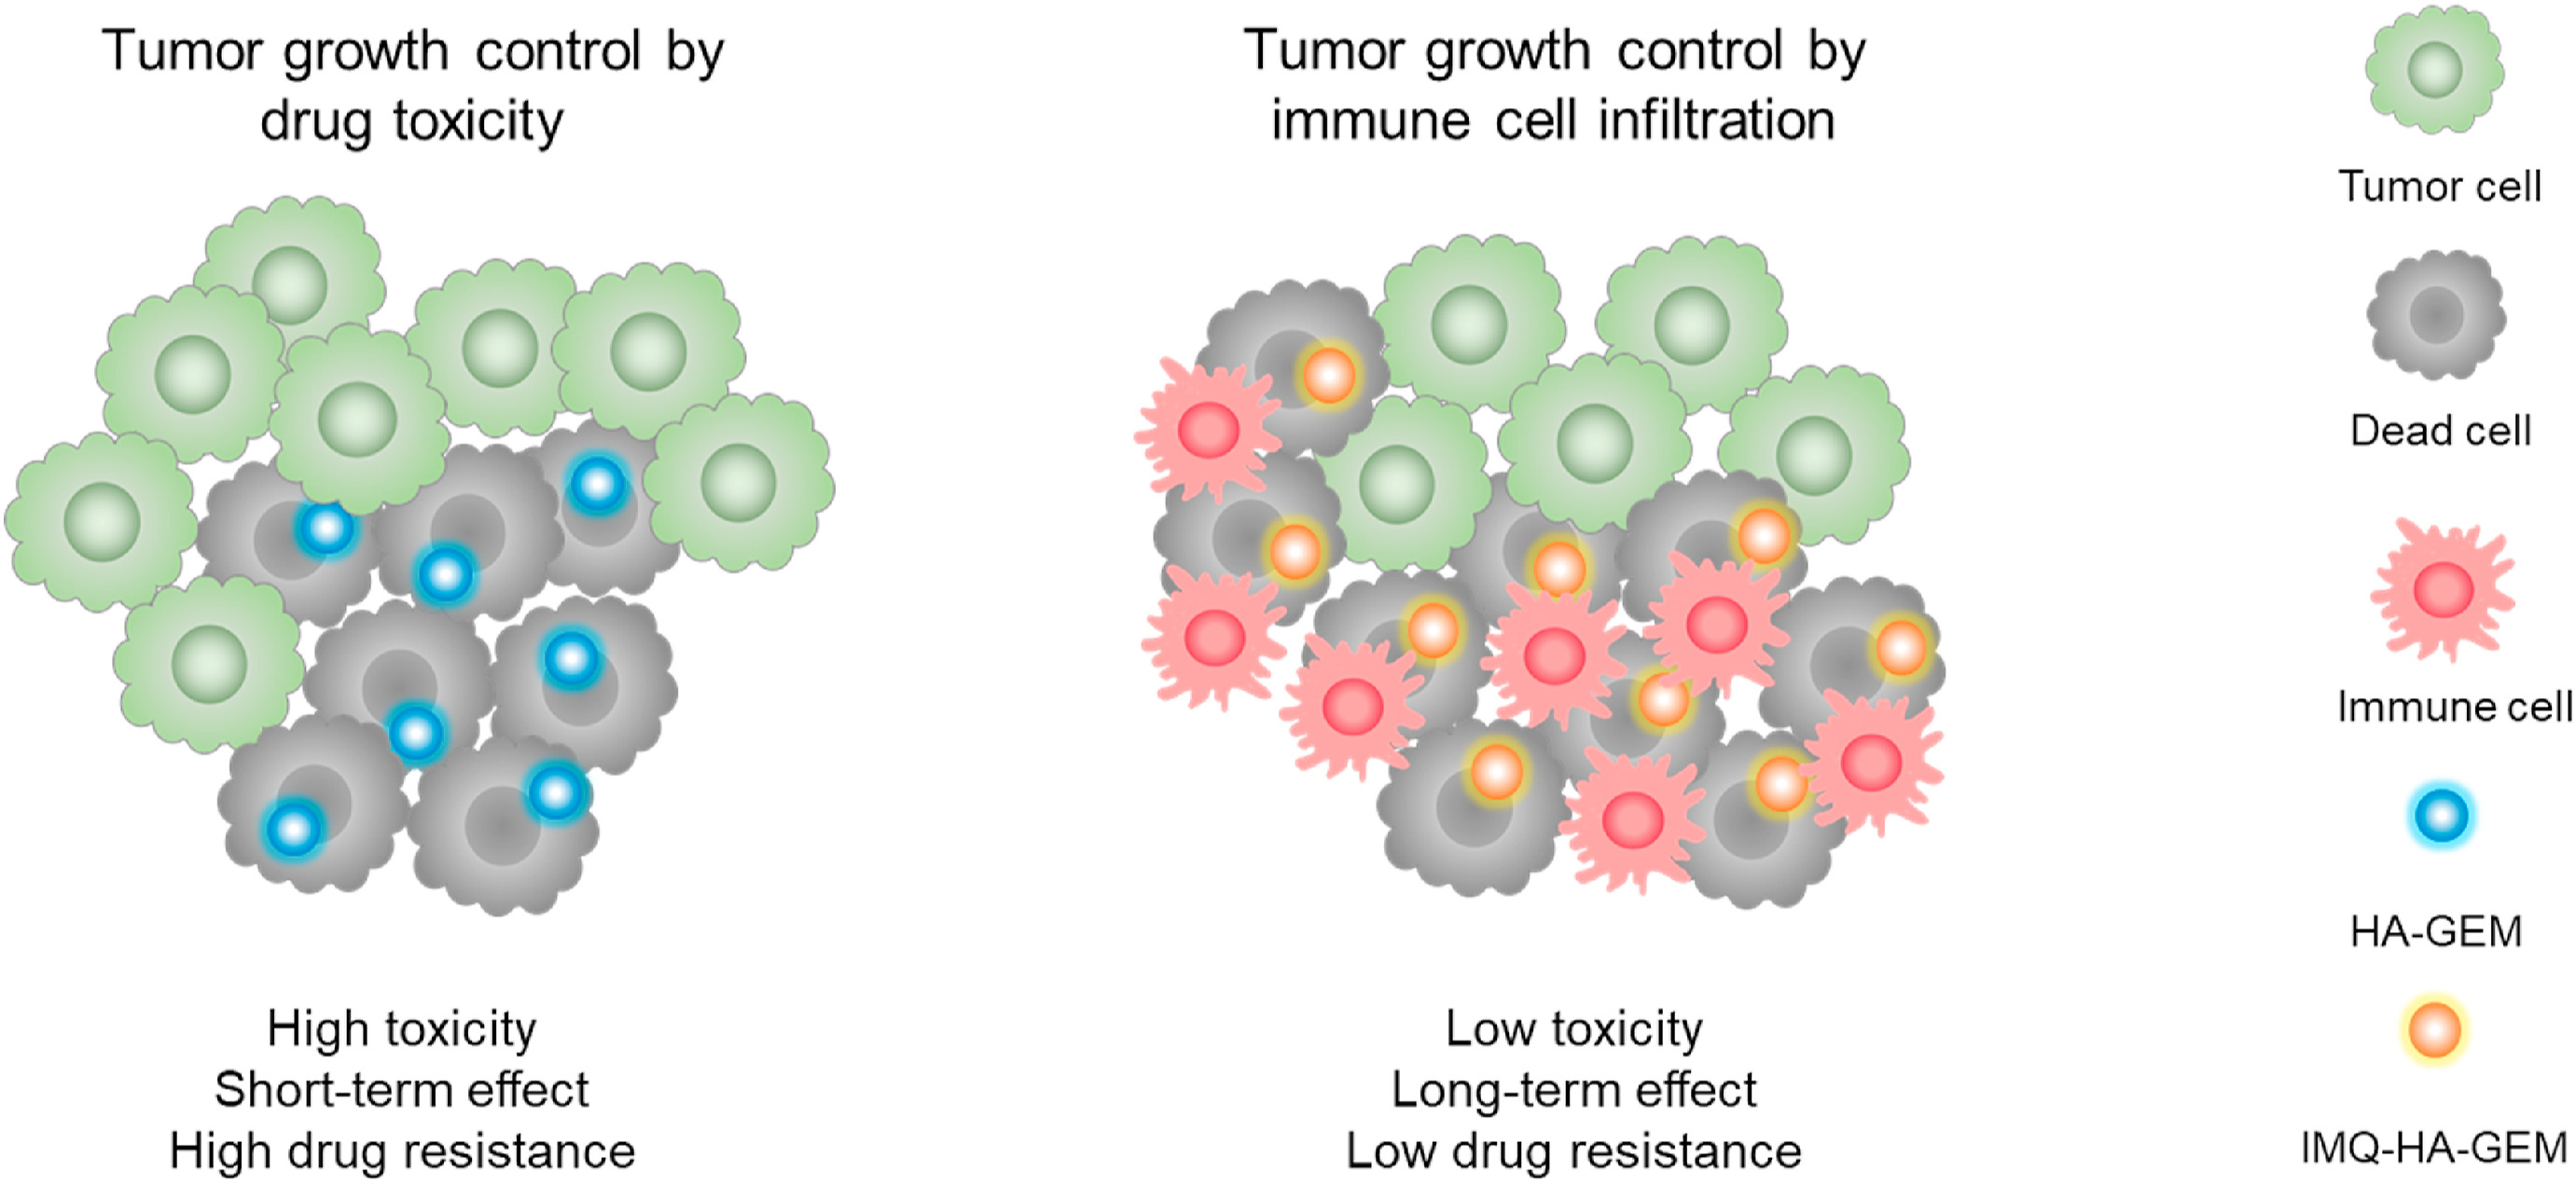 Tumor growth control by
drug toxicity
Tumor growth control by
immune cell infiltration
Tumor cell
Dead cell
Immune cell
HA-GEM
IMQ-HA-GEM
High toxicity
Short-term effect
High drug resistance
Low toxicity
Long-term effect
Low drug resistance